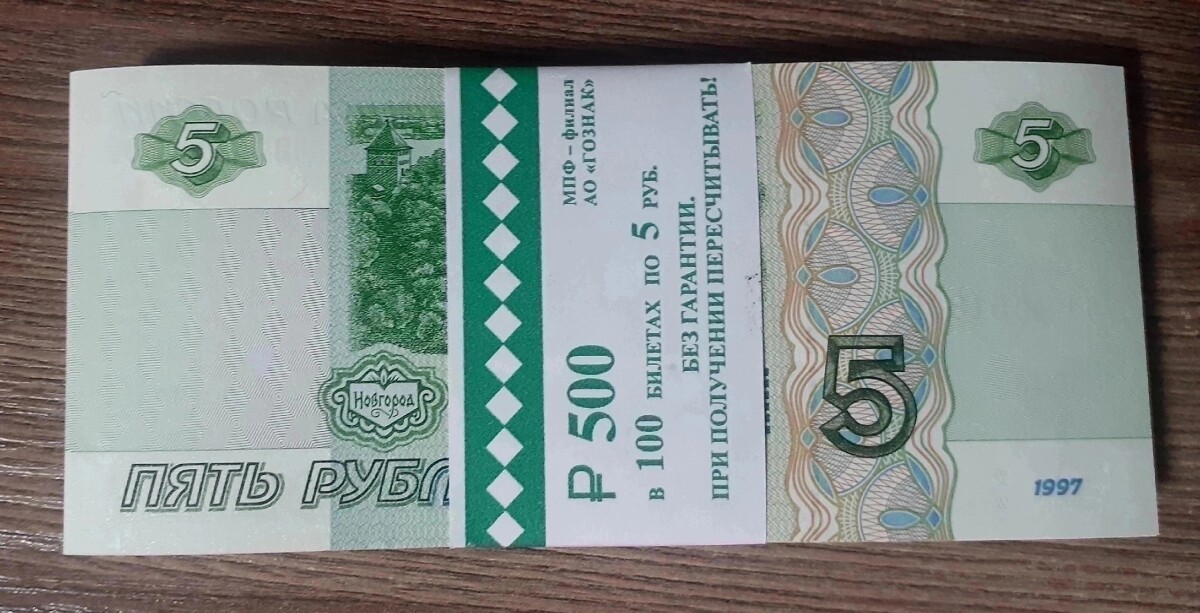 5
Новгород
ПЯТЬ РУБЛ
МПФ – филиал
АО «ГОЗНАК»
₽ 500
в 100 БИЛЕТАХ ПО 5 РУБ.
БЕЗ ГАРАНТИИ.
ПРИ ПОЛУЧЕНИИ ПЕРЕСЧИТЫВАТЬ!
5
5
1997